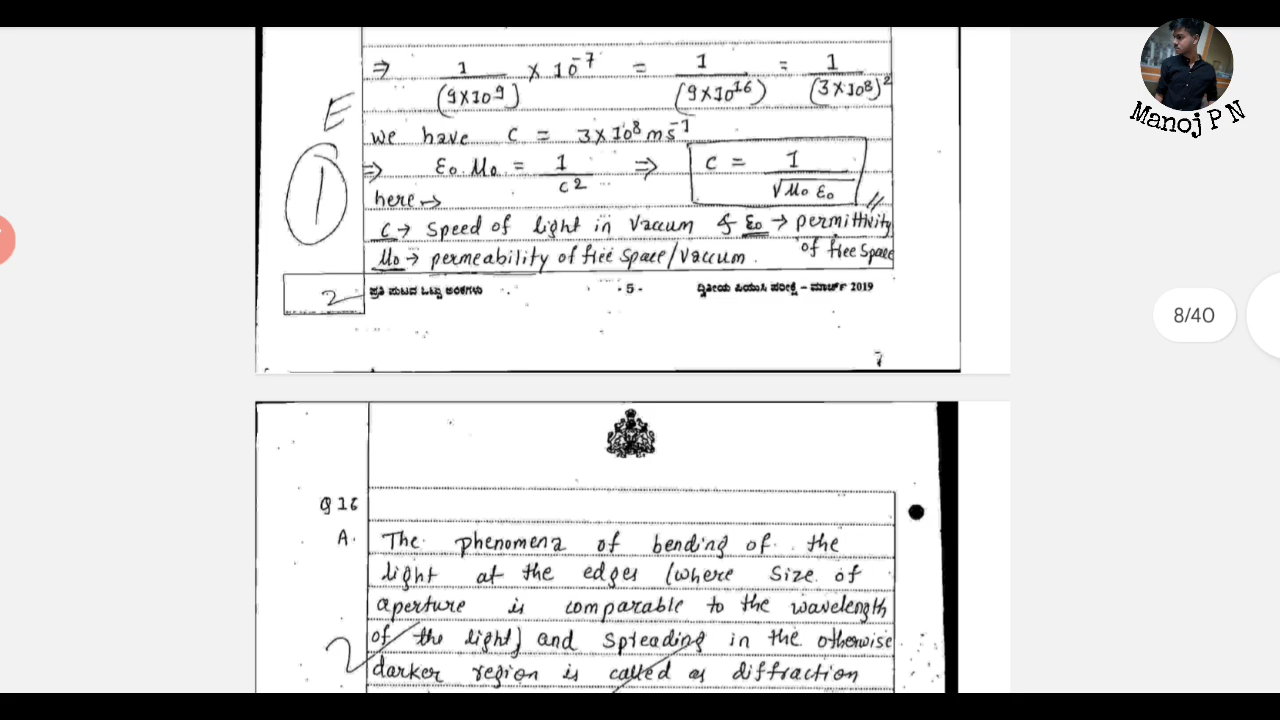 ⇒ 1/(9×10⁹) × 10⁻⁷ = 1/(9×10¹⁶) = 1/(3×10⁸)²
E
we have C = 3×10⁸ ms⁻¹
1
⇒ ε₀.μ₀ = 1/c² ⇒ C = 1/√μ₀ ε₀
here →
C → Speed of light in Vaccum & ε₀ → permittivity
of free Space
μ₀ → permeability of free Space/Vaccum.
2
ಪ್ರತಿ ಪುಟದ ಒಟ್ಟು ಅಂಕಗಳು - 5 - ದ್ವಿತೀಯ ಪಿಯುಸಿ ಪರೀಕ್ಷೆ – ಮಾರ್ಚ್ 2019
7
Q 16
A. The phenomena of bending of the
light at the edges (where size of
aperture is comparable to the wavelength
of the light) and spreading in the otherwise
2
darker region is called as diffraction
Manoj P N
8/40